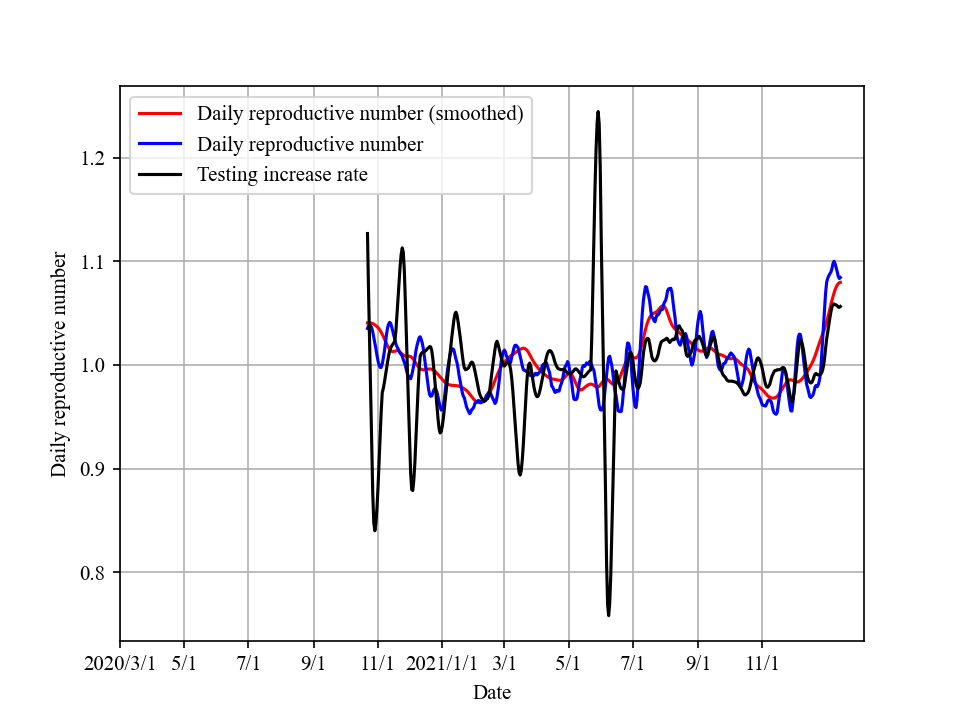 Daily reproductive number (smoothed)
Daily reproductive number
Testing increase rate
Daily reproductive number
1.2
1.1
1.0
0.9
0.8
2020/3/1 5/1 7/1 9/1 11/1 2021/1/1 3/1 5/1 7/1 9/1 11/1
Date